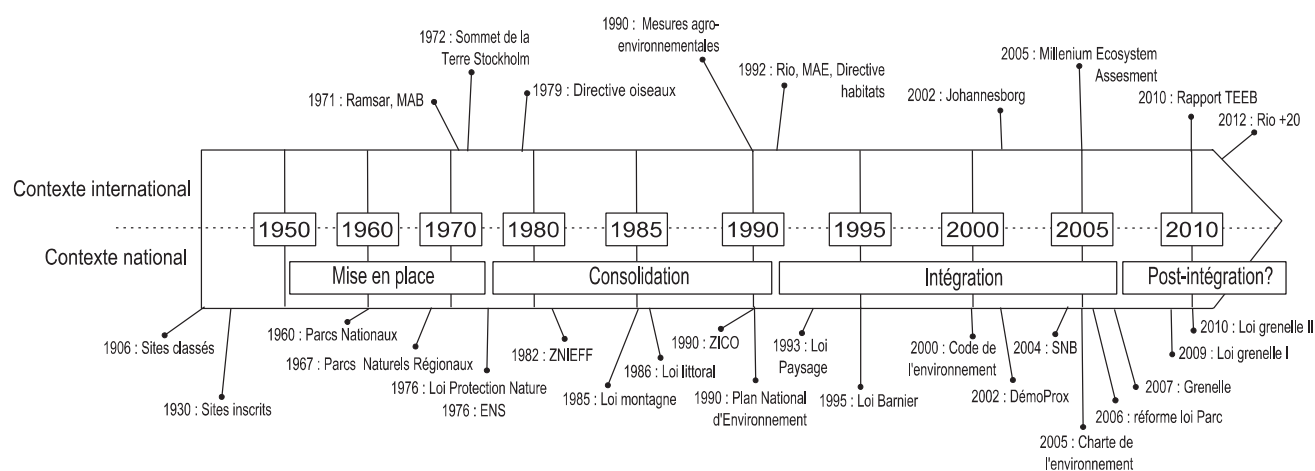 1990 : Mesures agro-
environnementales
1972 : Sommet de la
Terre Stockholm
2005 : Millenium Ecosystem
Assesment
1992 : Rio, MAE, Directive
habitats
1979 : Directive oiseaux
1971 : Ramsar, MAB
2002 : Johannesborg
2010 : Rapport TEEB
2012 : Rio +20
Contexte international
1950 1960 1970 1980 1985 1990 1995 2000 2005 2010
Contexte national
Mise en place Consolidation Intégration Post-intégration?
1906 : Sites classés
1930 : Sites inscrits
1960 : Parcs Nationaux
1967 : Parcs Naturels Régionaux
1976 : Loi Protection Nature
1976 : ENS
1982 : ZNIEFF
1985 : Loi montagne
1986 : Loi littoral
1990 : ZICO
1990 : Plan National
d'Environnement
1993 : Loi
Paysage
1995 : Loi Barnier
2000 : Code de
l'environnement
2002 : DémoProx
2004 : SNB
2005 : Charte de
l'environnement
2006 : réforme loi Parc
2007 : Grenelle
2009 : Loi grenelle I
2010 : Loi grenelle II